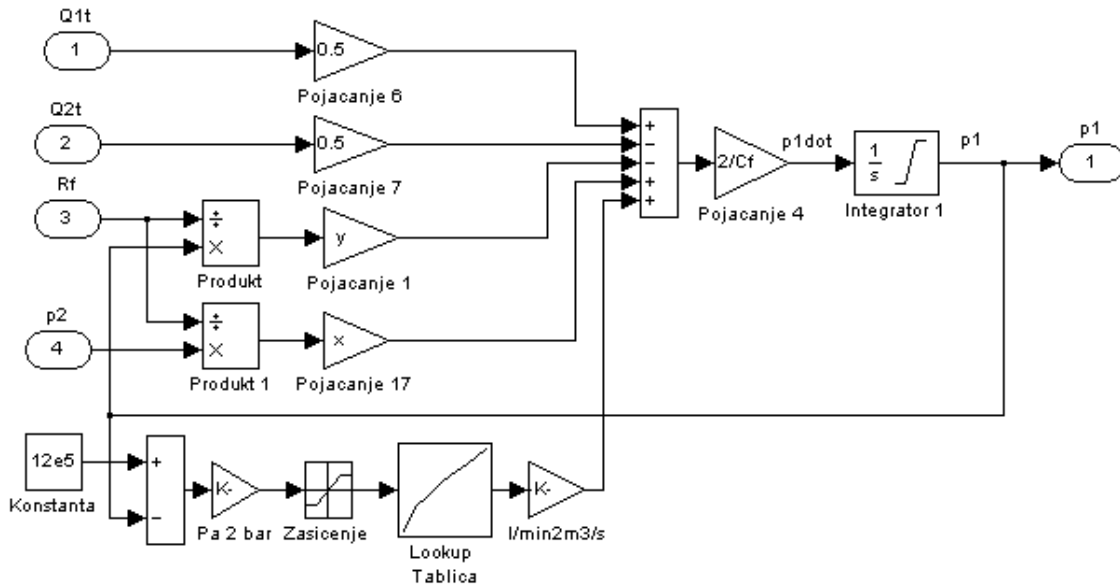 Q1t
1
0.5
Pojacanje 6
Q2t
2
0.5
Pojacanje 7
+
−
−
+
+
2/Cf
Pojacanje 4
p1dot
1
s
Integrator 1
p1
p1
1
Rf
3
÷
×
Produkt
y
Pojacanje 1
p2
4
÷
×
Produkt 1
×
Pojacanje 17
12e5
Konstanta
+
−
K-
Pa 2 bar
Zasicenje
Lookup
Tablica
K-
l/min2m3/s